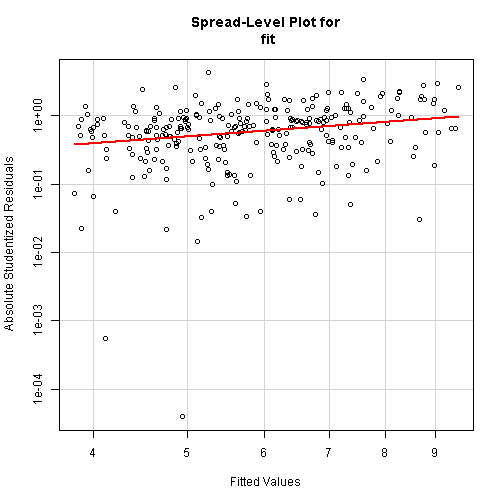 Spread-Level Plot for
fit
Absolute Studentized Residuals
1e+00
1e-01
1e-02
1e-03
1e-04
4 5 6 7 8 9
Fitted Values